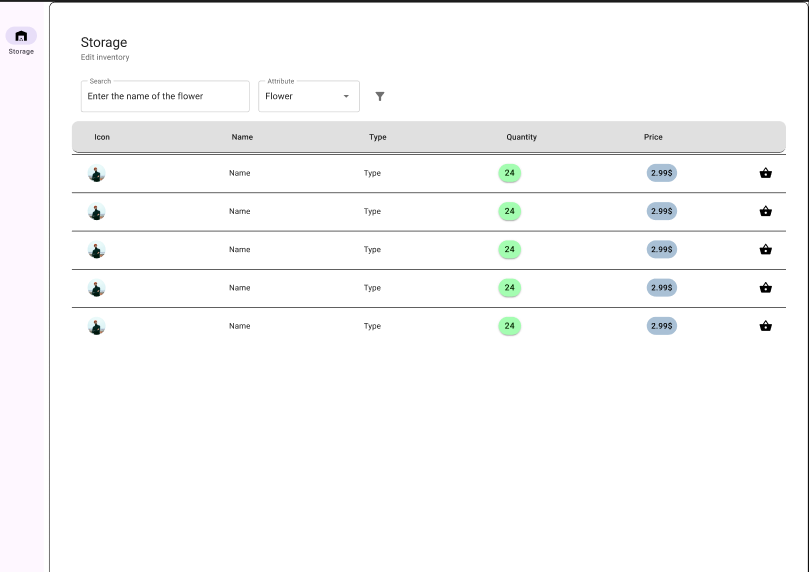 Storage
Storage
Edit inventory
Search
Attribute
Enter the name of the flower
Flower
Icon Name Type Quantity Price
Name Type 24 2.99$
Name Type 24 2.99$
Name Type 24 2.99$
Name Type 24 2.99$
Name Type 24 2.99$